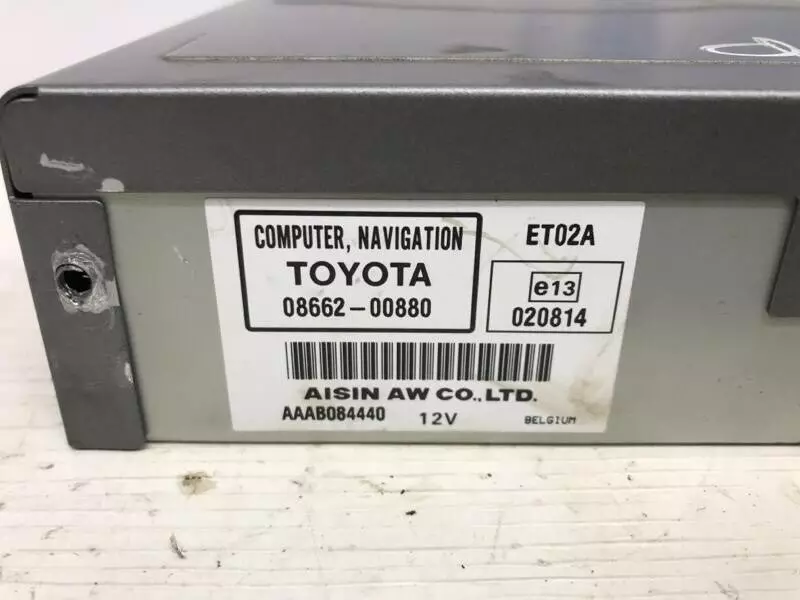 COMPUTER, NAVIGATION
TOYOTA
08662-00880
ET02A
e13
020814
AISIN AW CO.,LTD.
AAAB084440
12V
BELGIUM